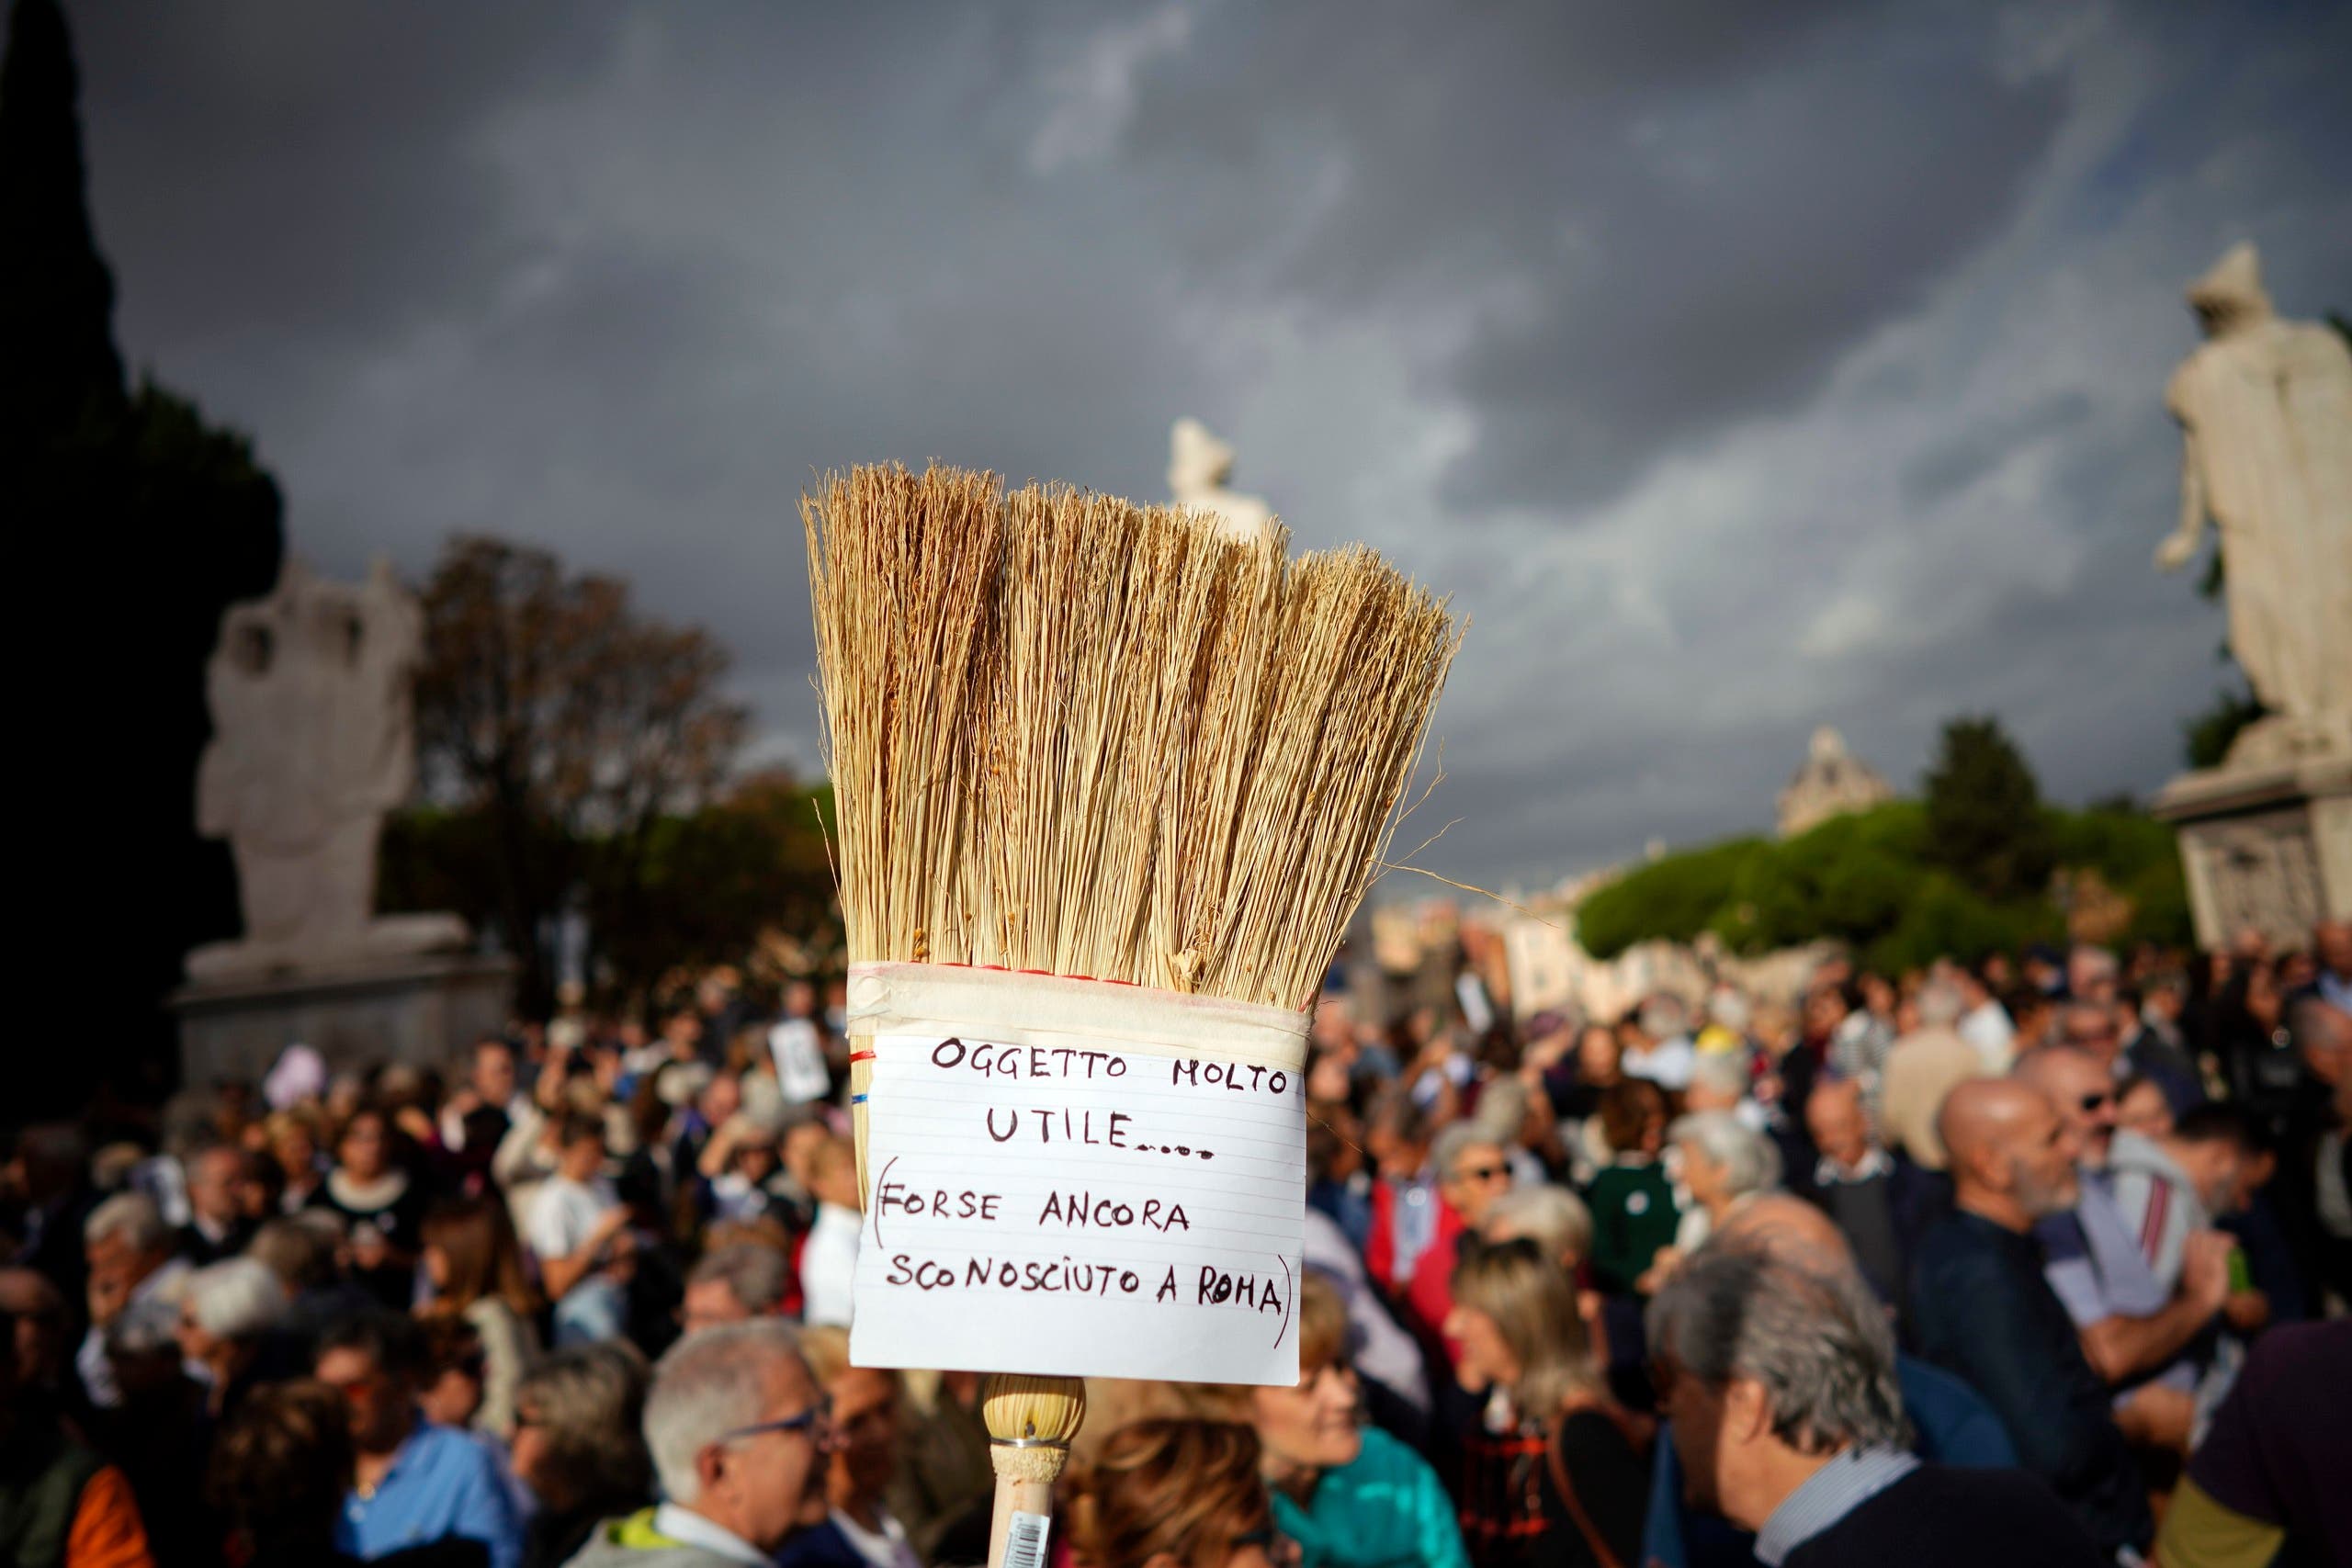 OGGETTO MOLTO
UTILE.....
(FORSE ANCORA
SCONOSCiUTO A ROMA)